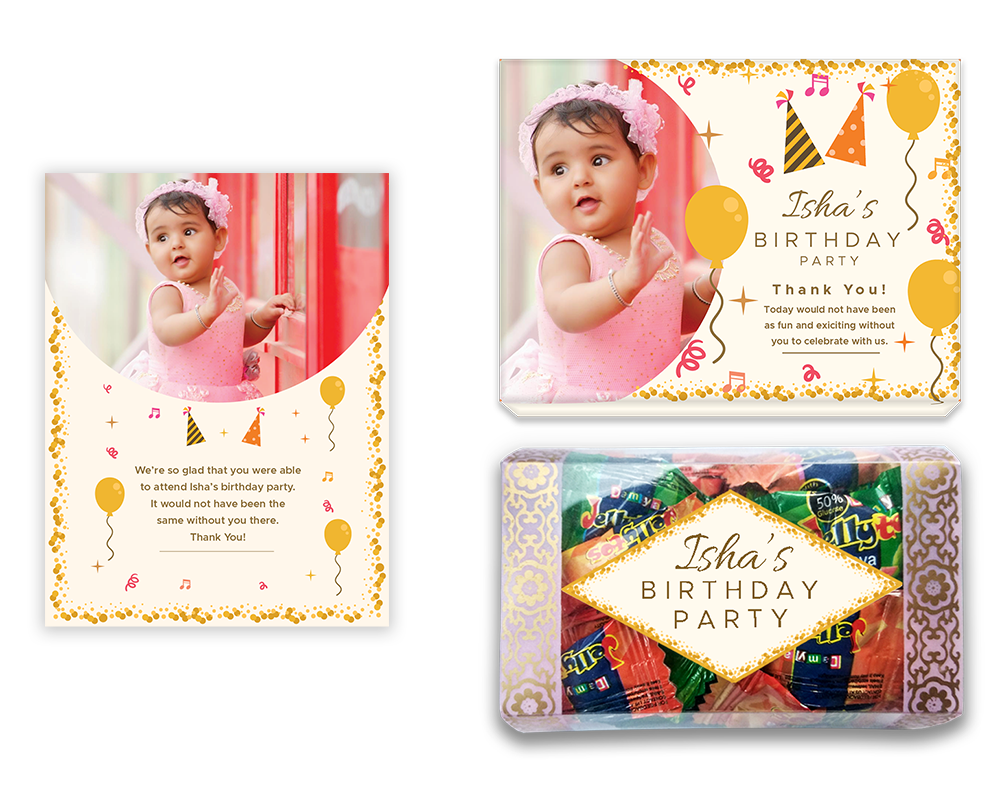 We're so glad that you were able
to attend Isha's birthday party.
It would not have been the
same without you there.
Thank You!
Isha's
BIRTHDAY
PARTY
Thank You!
Today would not have been
as fun and exiciting without
you to celebrate with us.
Isha's
BIRTHDAY
PARTY
50%
Glucose